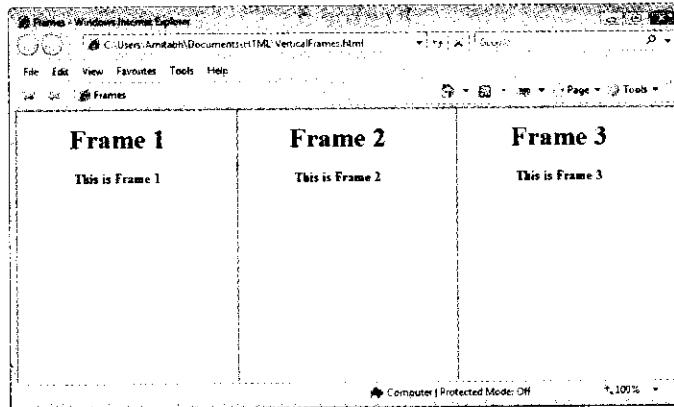 Frames - Windows Internet Explorer
C:\Users\Amitabh\Documents\HTML\VerticalFrames.html
File Edit View Favourites Tools Help
Frames Page Tools
Frame 1 Frame 2 Frame 3
This is Frame 1 This is Frame 2 This is Frame 3
Computer | Protected Mode: Off 100%